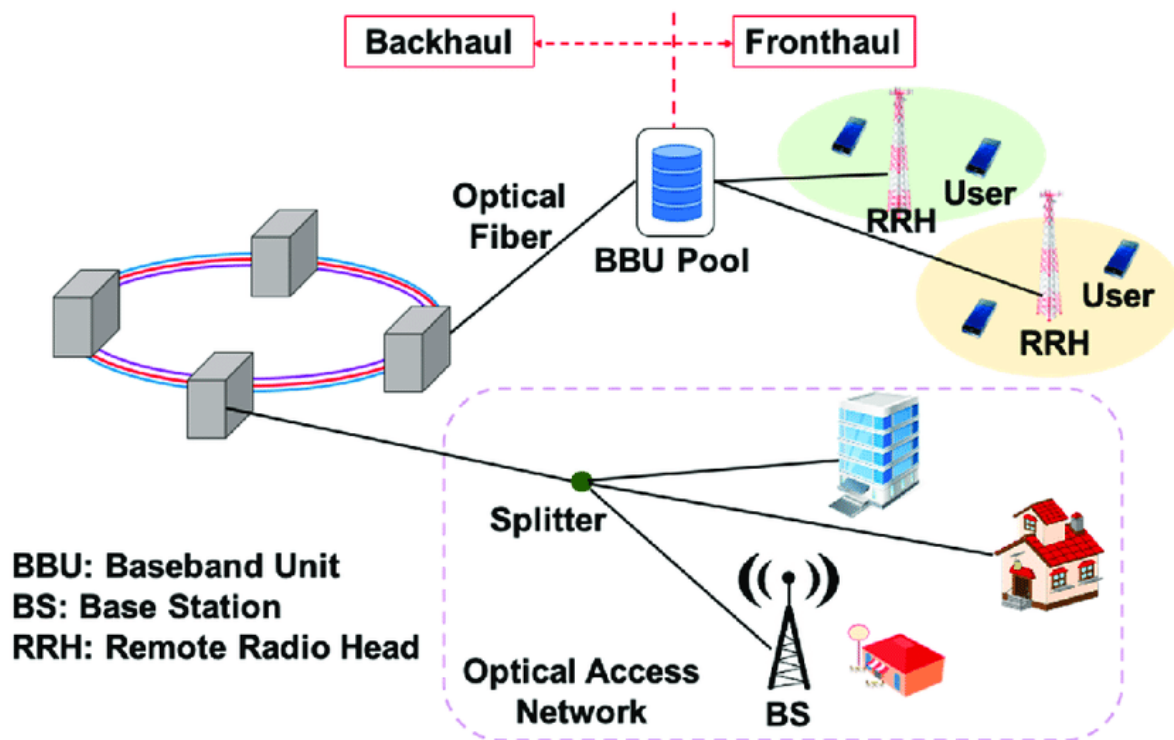 Backhaul
Fronthaul
Optical
Fiber
BBU Pool
User
RRH
User
RRH
Splitter
BBU: Baseband Unit
BS: Base Station
RRH: Remote Radio Head
Optical Access
Network
BS